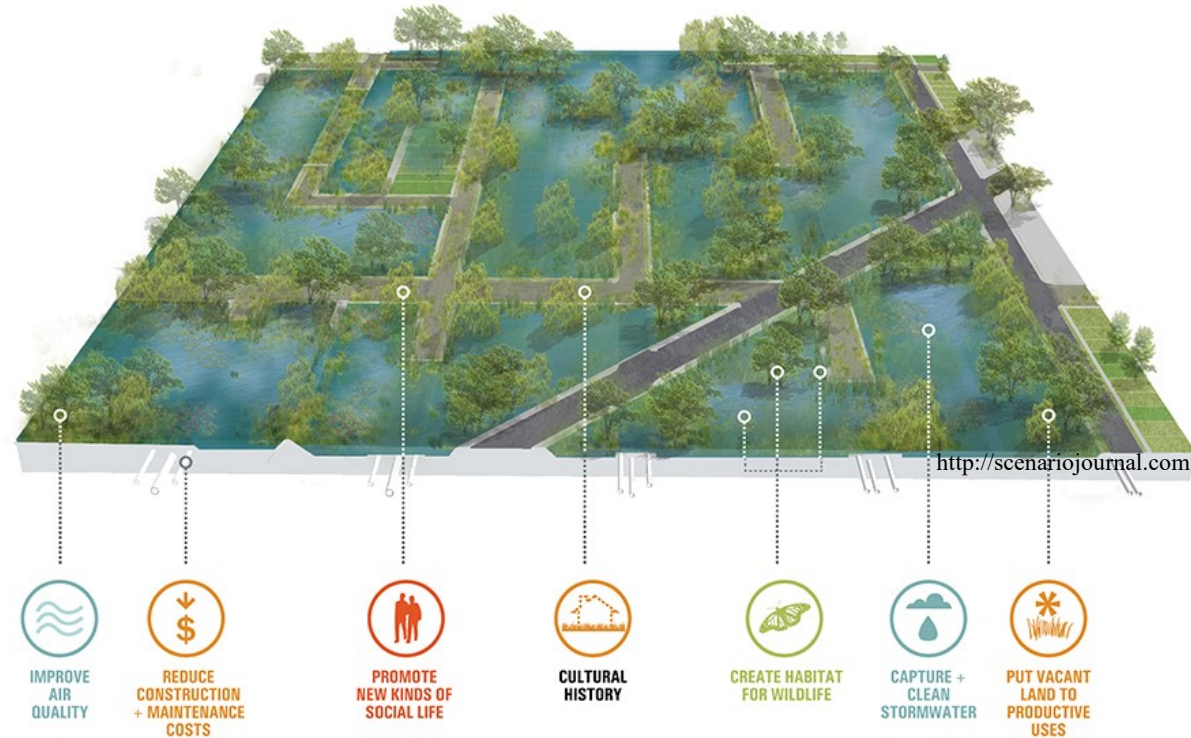 http://scenariojournal.com
IMPROVE
AIR
QUALITY
REDUCE
CONSTRUCTION
+ MAINTENANCE
COSTS
PROMOTE
NEW KINDS OF
SOCIAL LIFE
CULTURAL
HISTORY
CREATE HABITAT
FOR WILDLIFE
CAPTURE +
CLEAN
STORMWATER
PUT VACANT
LAND TO
PRODUCTIVE
USES